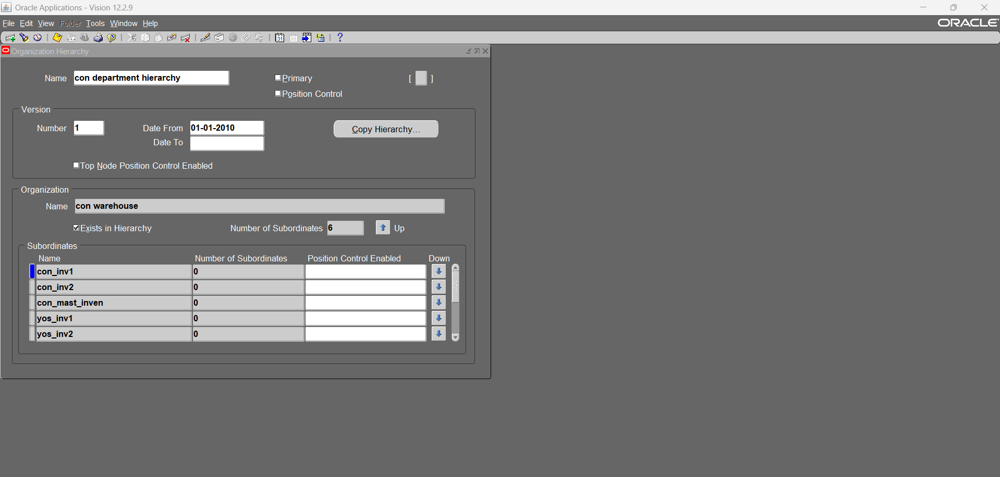 Oracle Applications - Vision 12.2.9
File Edit View Folder Tools Window Help
ORACLE
31
?
Organization Hierarchy
Name con department hierarchy
Primary
[ ]
Position Control
Version
Number 1
Date From 01-01-2010
Copy Hierarchy...
Date To
Top Node Position Control Enabled
Organization
Name con warehouse
Exists in Hierarchy
Number of Subordinates 6
Up
Subordinates
Name Number of Subordinates Position Control Enabled Down
con_inv1 0
con_inv2 0
con_mast_inven 0
yos_inv1 0
yos_inv2 0